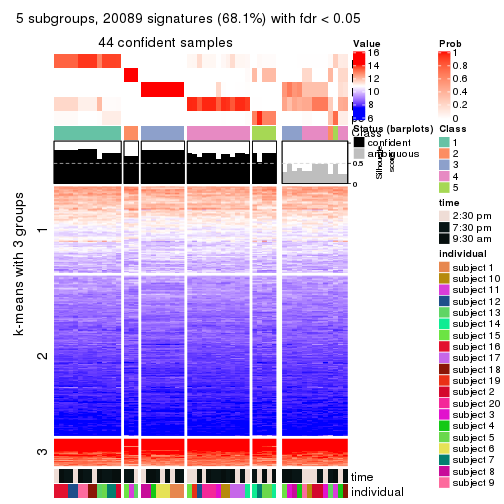 5 subgroups, 20089 signatures (68.1%) with fdr < 0.05
44 confident samples
k-means with 3 groups
1
2
3
Value
16
14
12
10
8
6
Prob
1
0.8
0.6
0.4
0.2
0
Class
Status (barplots)
confident
ambiguous
1
0.5
0
Silhouette
score
Class
1
2
3
4
5
time
2:30 pm
7:30 pm
9:30 am
Individual
subject 1
subject 10
subject 11
subject 12
subject 13
subject 14
subject 15
subject 16
subject 17
subject 18
subject 19
subject 2
subject 20
subject 3
subject 4
subject 5
subject 6
subject 7
subject 8
subject 9
time
individual